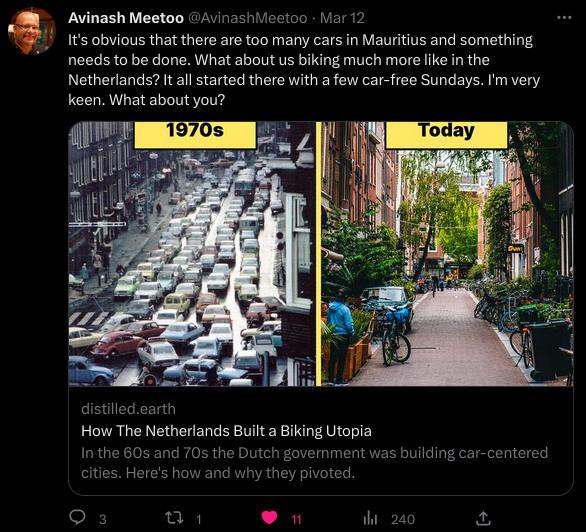 Avinash Meetoo @AvinashMeetoo · Mar 12
It's obvious that there are too many cars in Mauritius and something
needs to be done. What about us biking much more like in the
Netherlands? It all started there with a few car-free Sundays. I'm very
keen. What about you?
1970s
Today
distilled.earth
How The Netherlands Built a Biking Utopia
In the 60s and 70s the Dutch government was building car-centered
cities. Here's how and why they pivoted.
3
1
11
240